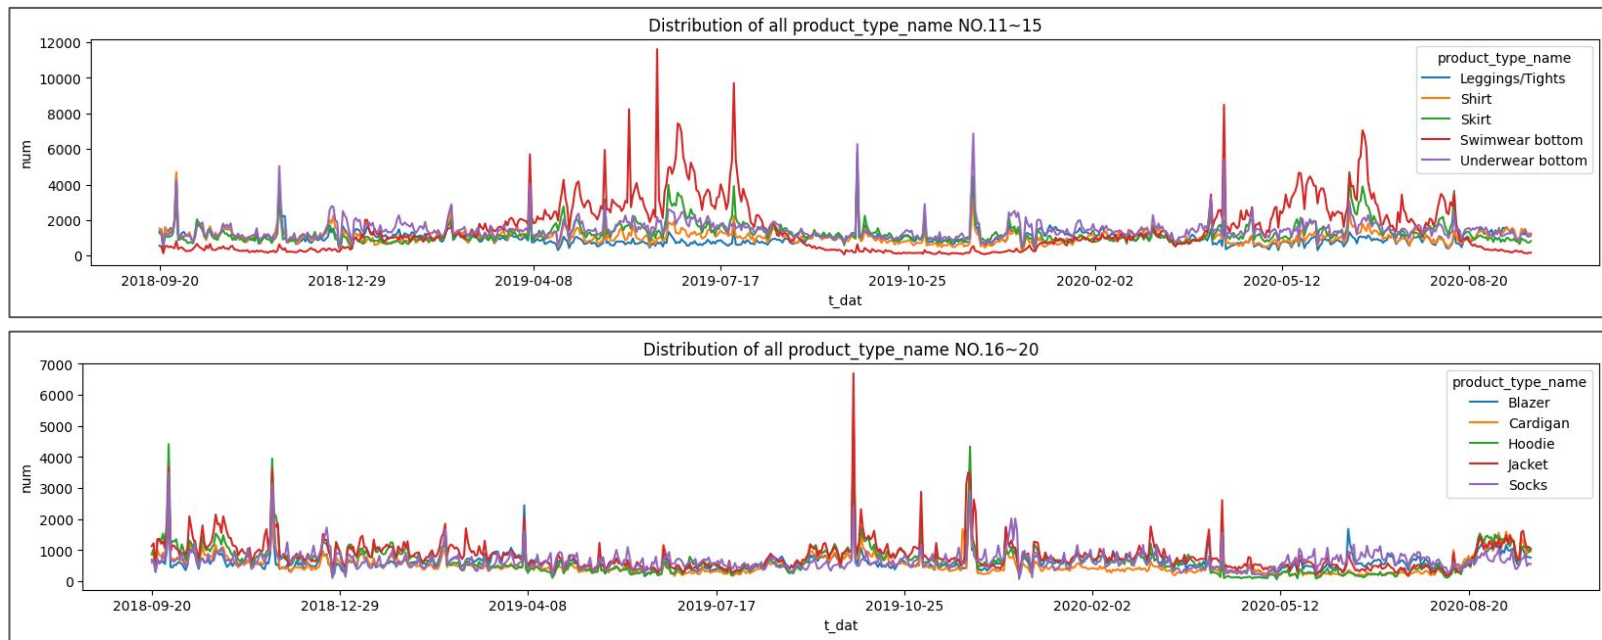 Distribution of all product_type_name NO.11~15
12000
10000
8000
6000
4000
2000
0
num
product_type_name
Leggings/Tights
Shirt
Skirt
Swimwear bottom
Underwear bottom
2018-09-20 2018-12-29 2019-04-08 2019-07-17 2019-10-25 2020-02-02 2020-05-12 2020-08-20
t_dat
Distribution of all product_type_name NO.16~20
7000
6000
5000
4000
3000
2000
1000
0
num
product_type_name
Blazer
Cardigan
Hoodie
Jacket
Socks
2018-09-20 2018-12-29 2019-04-08 2019-07-17 2019-10-25 2020-02-02 2020-05-12 2020-08-20
t_dat